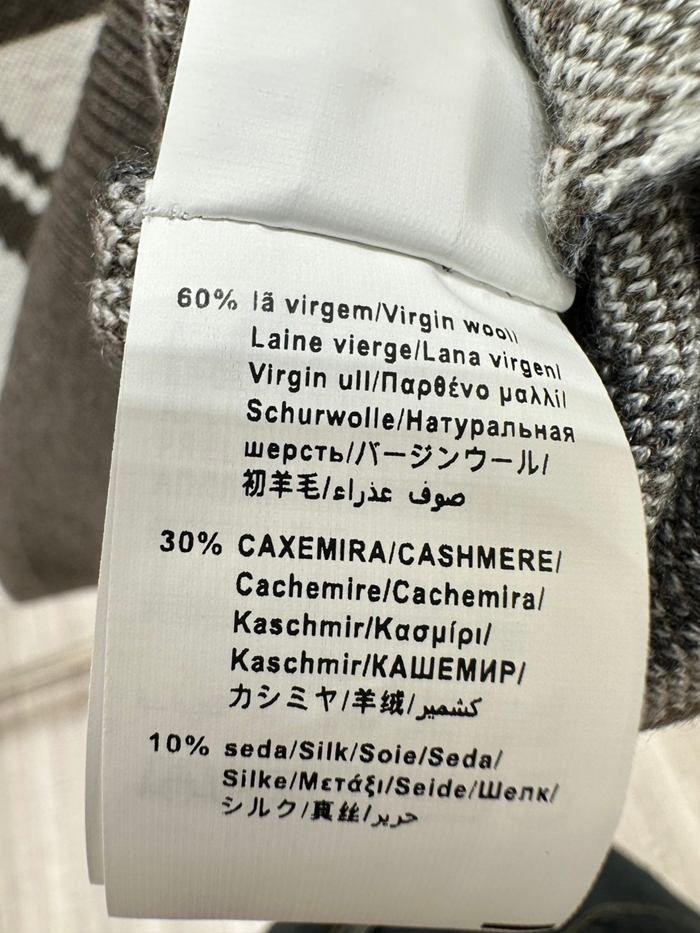 60% lã virgem/Virgin wool/
Laine vierge/Lana virgen/
Virgin ull/Παρθένο μαλλί/
Schurwolle/Натуральная
шерсть/バージンウール/
初羊毛/صوف عذراء
30% CAXEMIRA/CASHMERE/
Cachemire/Cachemira/
Kaschmir/Κασμίρι/
Kaschmir/КАШЕМИР/
カシミヤ/羊绒/كشمير
10% seda/Silk/Soie/Seda/
Silke/Μετάξι/Seide/Шелк/
シルク/真丝/حرير